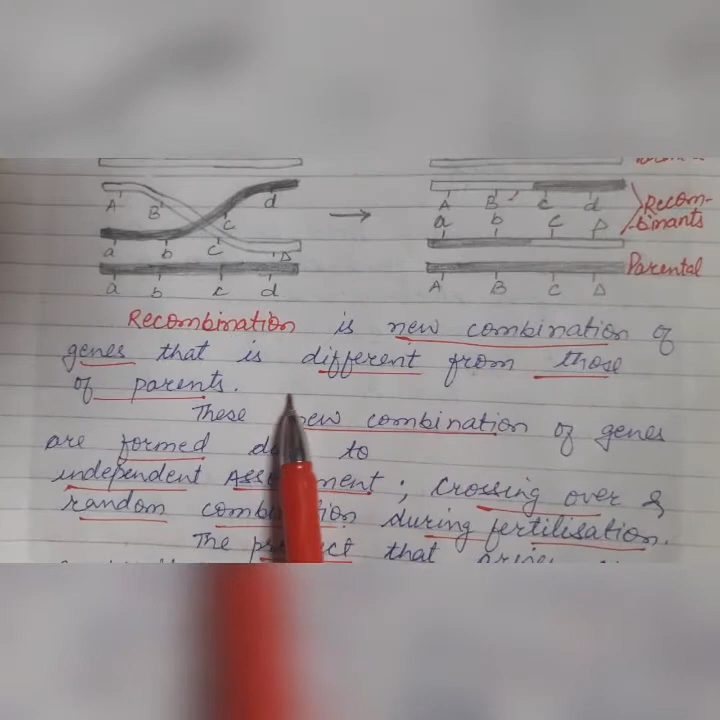 A B d Recom-
A B c d binants
a b C D
a b c D
a b c d Parental
A B C D
Recombination is new combination of
genes that is different from those
of parents.
These new combination of genes
are formed to
independent ; Crossing over &
random during fertilisation.
The that